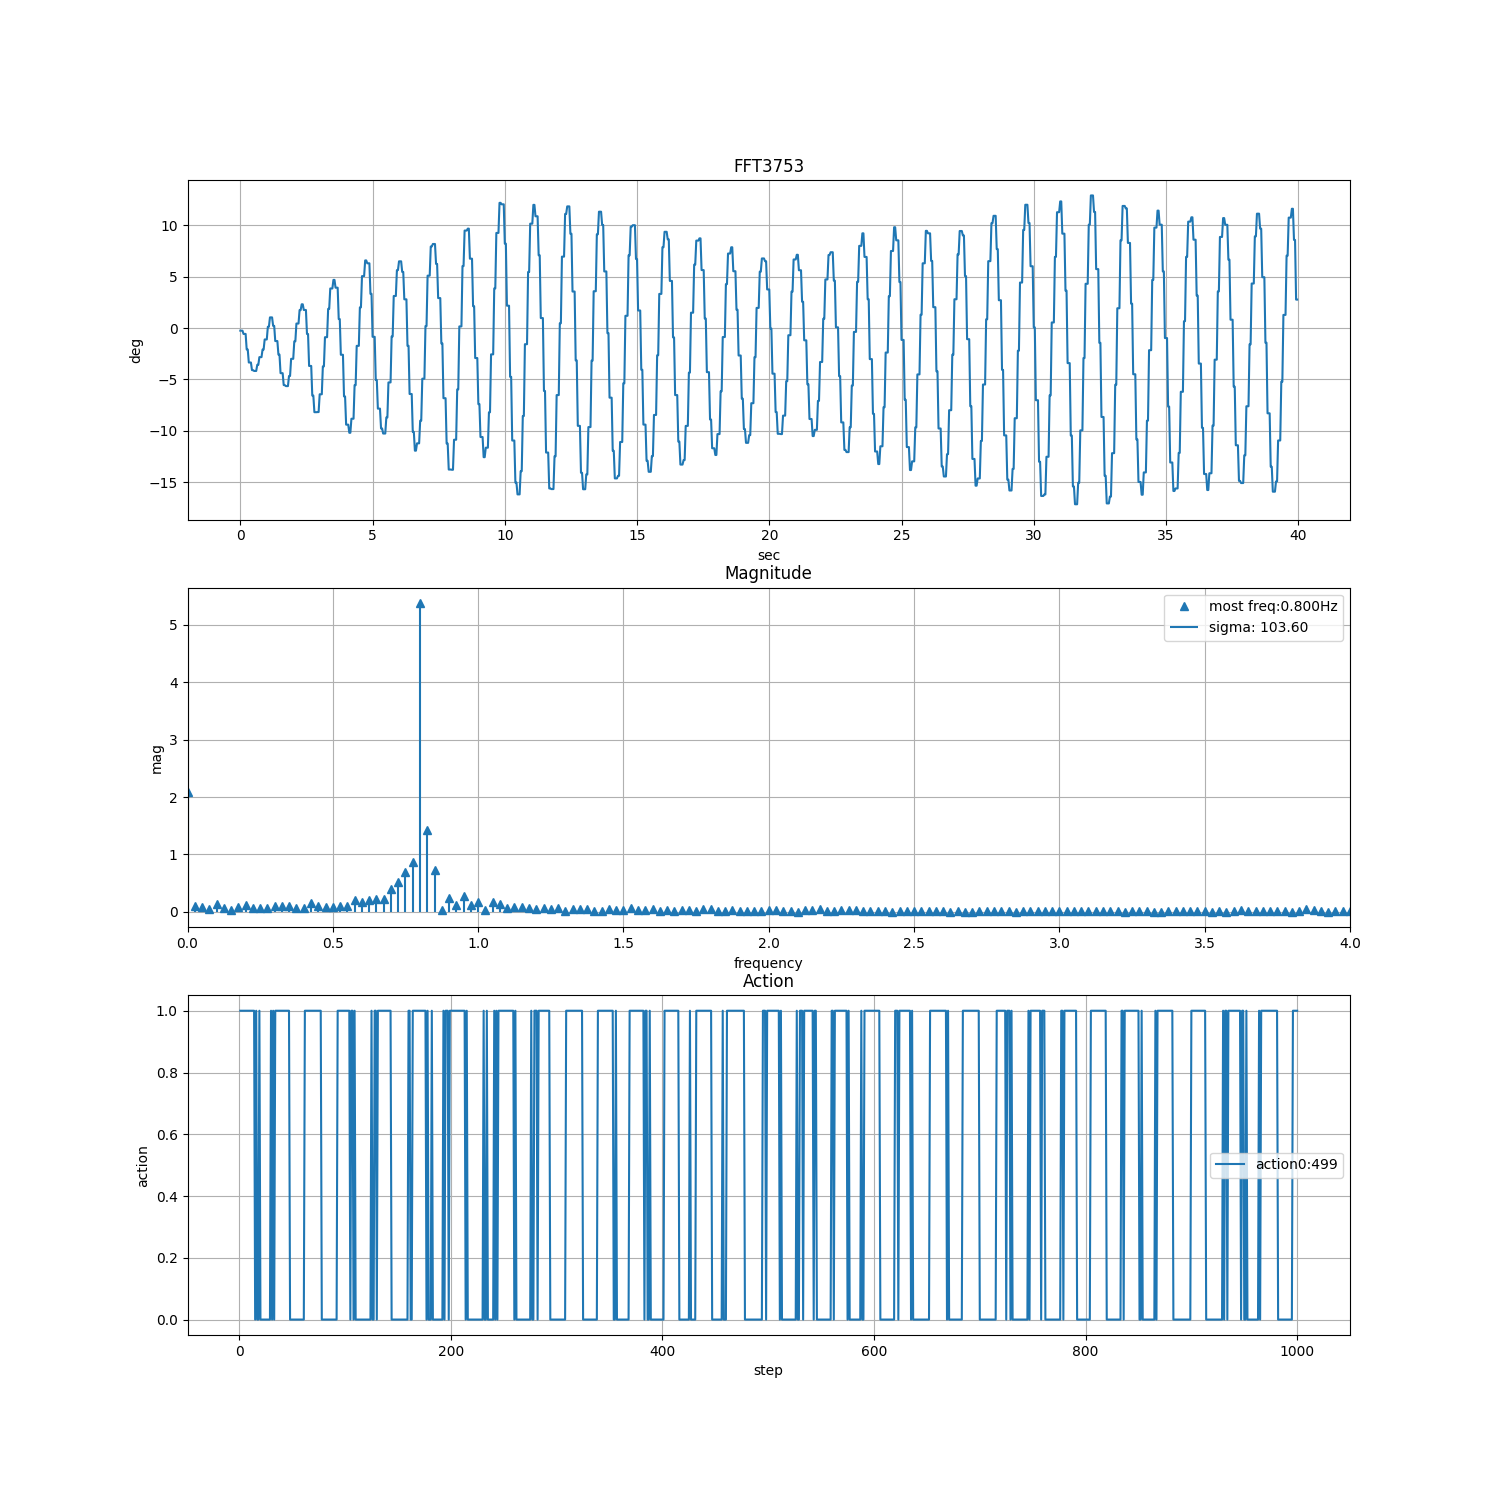 FFT3753
10
5
0
−5
−10
−15
deg
0 5 10 15 20 25 30 35 40
sec
Magnitude
most freq:0.800Hz
sigma: 103.60
5
4
3
2
1
0
mag
0.0 0.5 1.0 1.5 2.0 2.5 3.0 3.5 4.0
frequency
Action
1.0
0.8
0.6
0.4
0.2
0.0
action
action0:499
0 200 400 600 800 1000
step